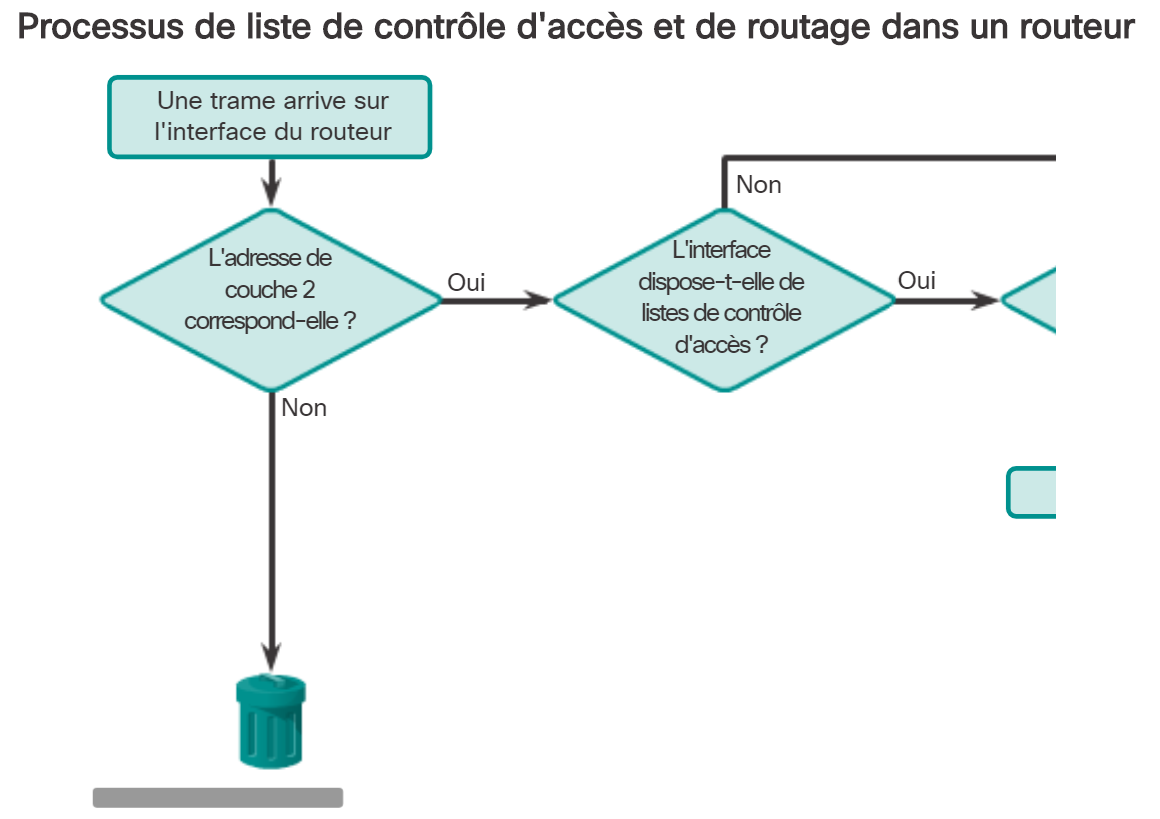 Processus de liste de contrôle d'accès et de routage dans un routeur
Une trame arrive sur
l'interface du routeur
L'adresse de
couche 2
correspond-elle ?
Oui
Non
L'interface
dispose-t-elle de
listes de contrôle
d'accès ?
Non
Oui